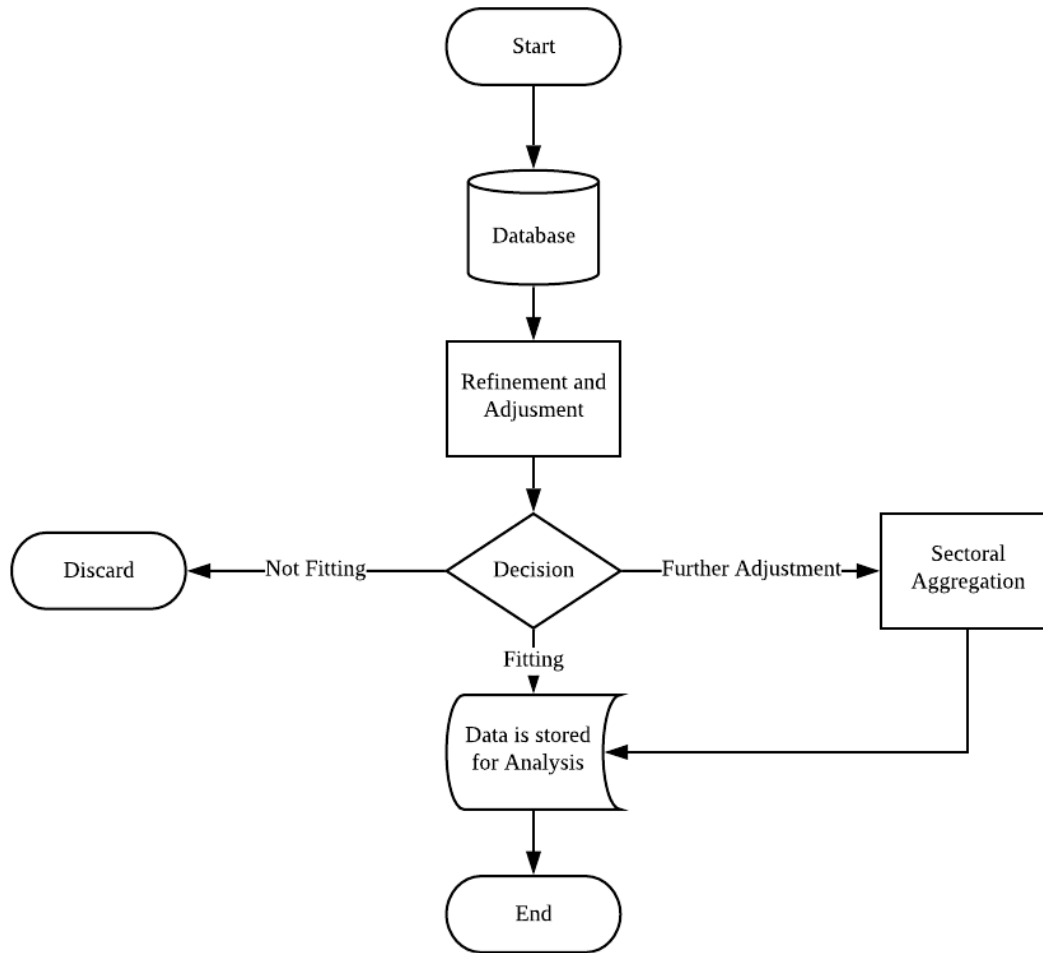 Start
Database
Refinement and
Adjusment
Decision
Not Fitting
Discard
Further Adjustment
Sectoral
Aggregation
Fitting
Data is stored
for Analysis
End